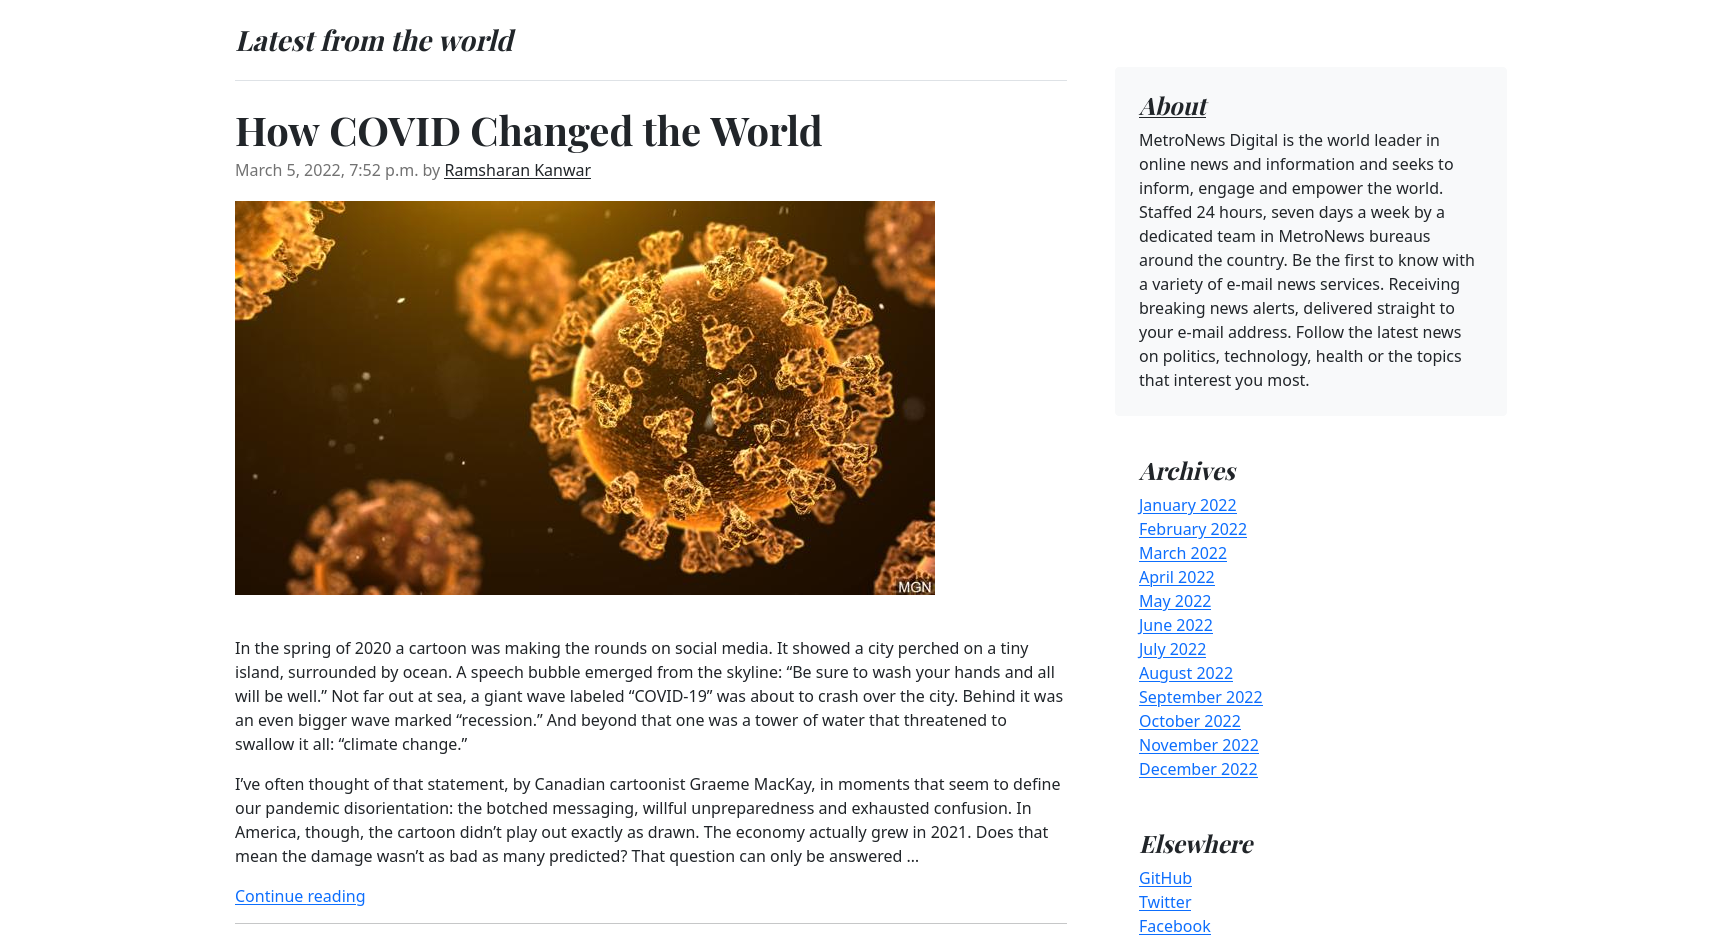 Latest from the world
How COVID Changed the World
March 5, 2022, 7:52 p.m. by Ramsharan Kanwar
MGN
In the spring of 2020 a cartoon was making the rounds on social media. It showed a city perched on a tiny
island, surrounded by ocean. A speech bubble emerged from the skyline: “Be sure to wash your hands and all
will be well.” Not far out at sea, a giant wave labeled “COVID-19” was about to crash over the city. Behind it was
an even bigger wave marked “recession.” And beyond that one was a tower of water that threatened to
swallow it all: “climate change.”
I’ve often thought of that statement, by Canadian cartoonist Graeme MacKay, in moments that seem to define
our pandemic disorientation: the botched messaging, willful unpreparedness and exhausted confusion. In
America, though, the cartoon didn’t play out exactly as drawn. The economy actually grew in 2021. Does that
mean the damage wasn’t as bad as many predicted? That question can only be answered …
Continue reading
About
MetroNews Digital is the world leader in
online news and information and seeks to
inform, engage and empower the world.
Staffed 24 hours, seven days a week by a
dedicated team in MetroNews bureaus
around the country. Be the first to know with
a variety of e-mail news services. Receiving
breaking news alerts, delivered straight to
your e-mail address. Follow the latest news
on politics, technology, health or the topics
that interest you most.
Archives
January 2022
February 2022
March 2022
April 2022
May 2022
June 2022
July 2022
August 2022
September 2022
October 2022
November 2022
December 2022
Elsewhere
GitHub
Twitter
Facebook